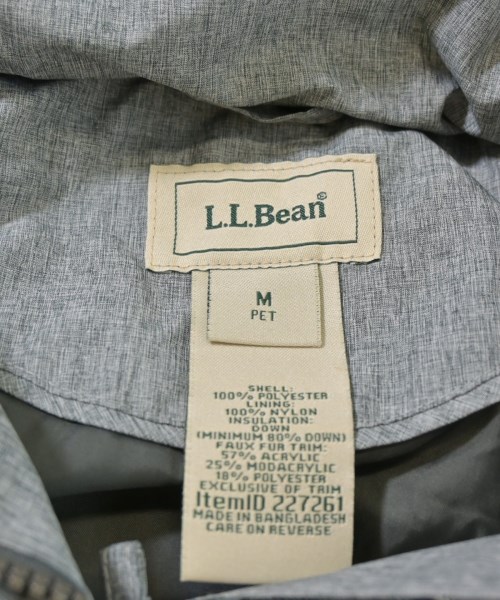 L.L.Bean®
M
PET
SHELL:
100% POLYESTER
LINING:
100% NYLON
INSULATION:
DOWN
(MINIMUM 80% DOWN)
FAUX FUR TRIM:
57% ACRYLIC
25% MODACRYLIC
18% POLYESTER
EXCLUSIVE OF TRIM
ItemID 227261
MADE IN BANGLADESH
CARE ON REVERSE